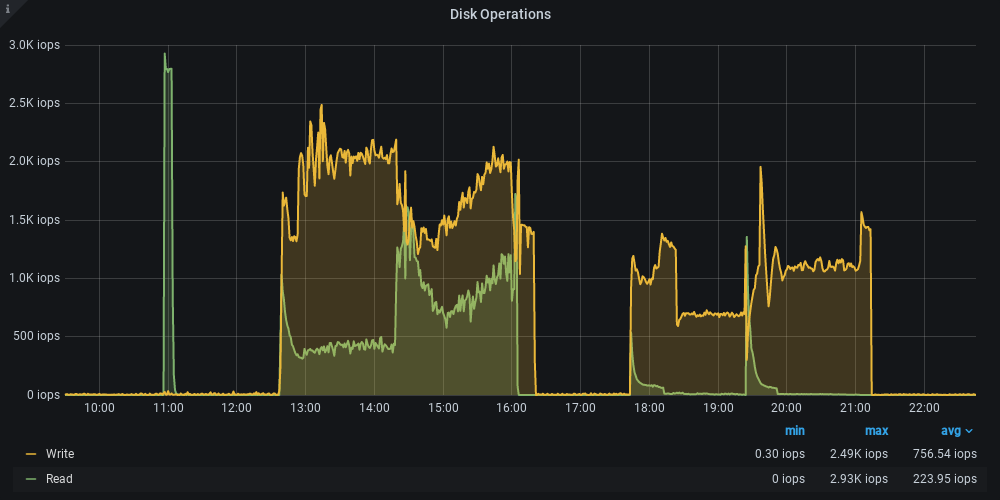 i
Disk Operations
3.0K iops
2.5K iops
2.0K iops
1.5K iops
1.0K iops
500 iops
0 iops
10:00 11:00 12:00 13:00 14:00 15:00 16:00 17:00 18:00 19:00 20:00 21:00 22:00
min max avg
Write 0.30 iops 2.49K iops 756.54 iops
Read 0 iops 2.93K iops 223.95 iops